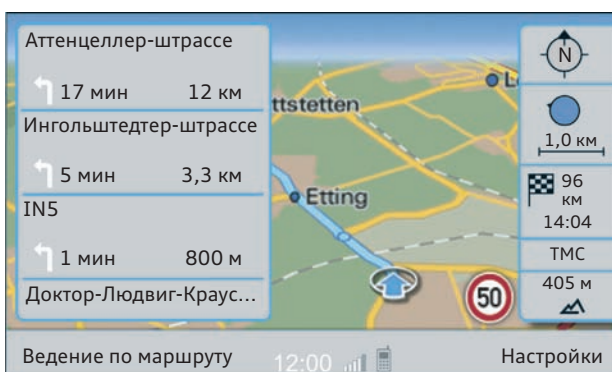 Аттенцеллер-штрассе
17 мин 12 км
Ингольштедтер-штрассе
5 мин 3,3 км
IN5
1 мин 800 м
Доктор-Людвиг-Краус...
ttstetten
Etting
L
50
N
1,0 км
96
км
14:04
TMC
405 м
Ведение по маршруту
12:00
Настройки